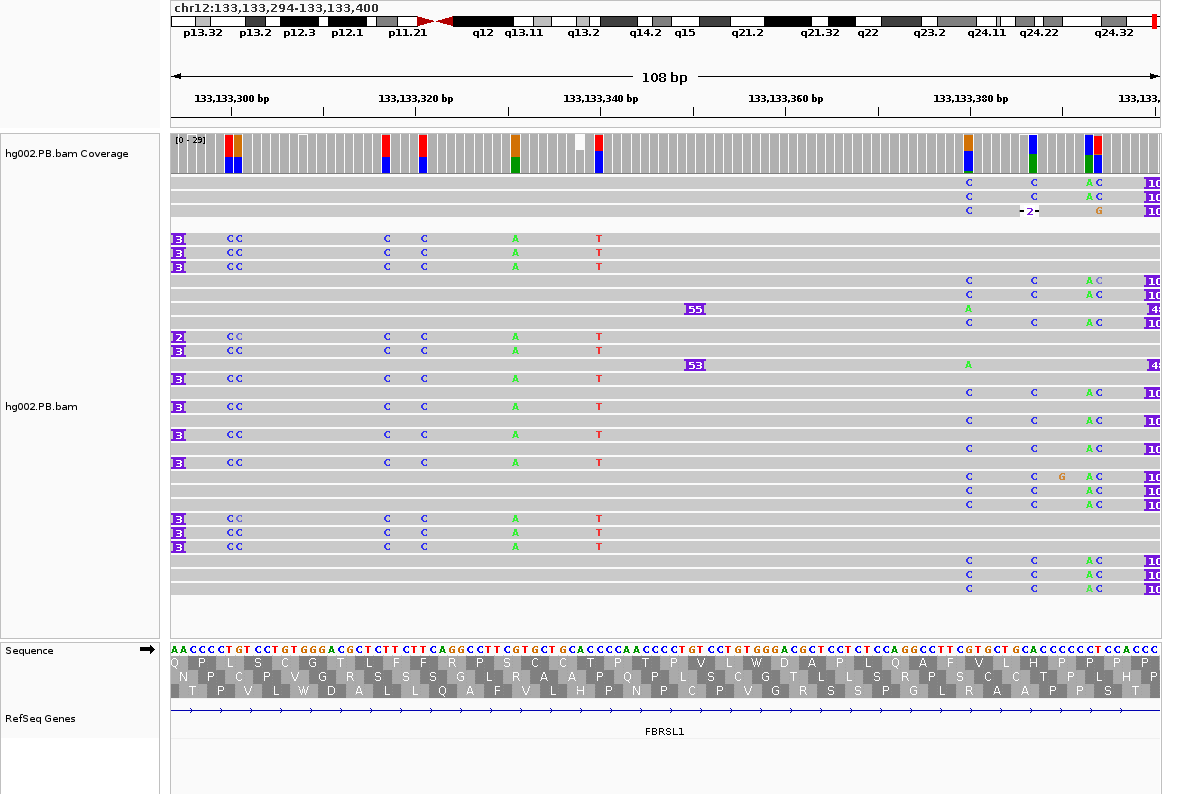 chr12:133,133,294-133,133,400
p13.32 p13.2 p12.3 p12.1 p11.21 q12 q13.11 q13.2 q14.2 q15 q21.2 q21.32 q22 q23.2 q24.11 q24.22 q24.32
108 bp
133,133,300 bp 133,133,320 bp 133,133,340 bp 133,133,360 bp 133,133,380 bp 133,133,
hg002.PB.bam Coverage
[0 - 29]
C C A C 10
C C A C 10
C 2 G 10
3 C C C C A T
3 C C C C A T
3 C C C C A T
C C A C 10
C C A C 10
55 A 4
C C A C 10
2 C C C C A T
3 C C C C A T
53 A 4
3 C C C C A T
C C A C 10
hg002.PB.bam
3 C C C C A T
C C A C 10
3 C C C C A T
C C A C 10
3 C C C C A T
C C G A C 10
C C A C 10
C C A C 10
3 C C C C A T
3 C C C C A T
3 C C C C A T
C C A C 10
C C A C 10
C C A C 10
Sequence
AACCCCTGTCCTGTGGGACGCTCTTCTTCAGGCCTTCGTGCTGCACCCCAACCCCTGTCCTGTGGGACGCTCCTCTCCAGGCCTTCGTGCTGCACCCCCCTCCACCC
Q P L S C G T L F F R P S C C T P T P V L W D A P L Q A F V L H P P P
N P C P V G R S S S G L R A A P Q P L S C G T L L S R P S C C T P L H P
T P V L W D A L L Q A F V L H P N P C P V G R S S P G L R A A P P S T
RefSeq Genes
FBRSL1